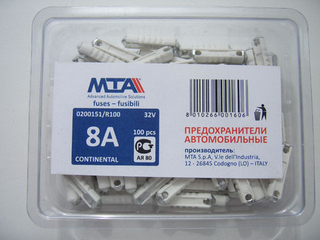 MTA
Advanced Automotive Solutions
fuses – fusibili
0200151/R100 32V
8A
100 pcs
CONTINENTAL
AR 80
8 010266 001606
ПРЕДОХРАНИТЕЛИ
АВТОМОБИЛЬНЫЕ
производитель:
MTA S.p.A, V.le dell'Industria,
12 - 26845 Codogno (LO) – ITALY